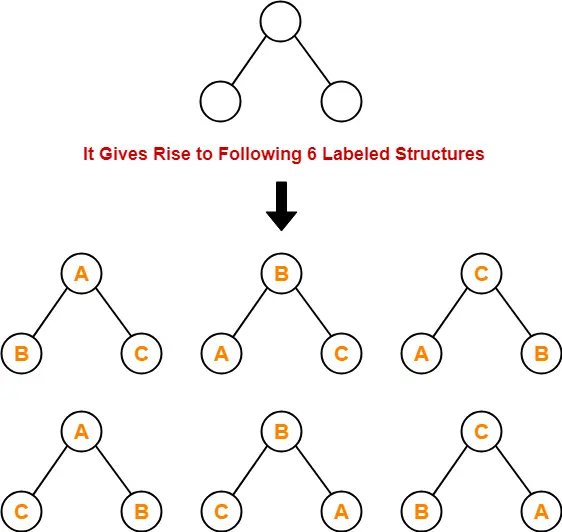 It Gives Rise to Following 6 Labeled Structures
A B C
B C A C A B
A B C
C B C A B A